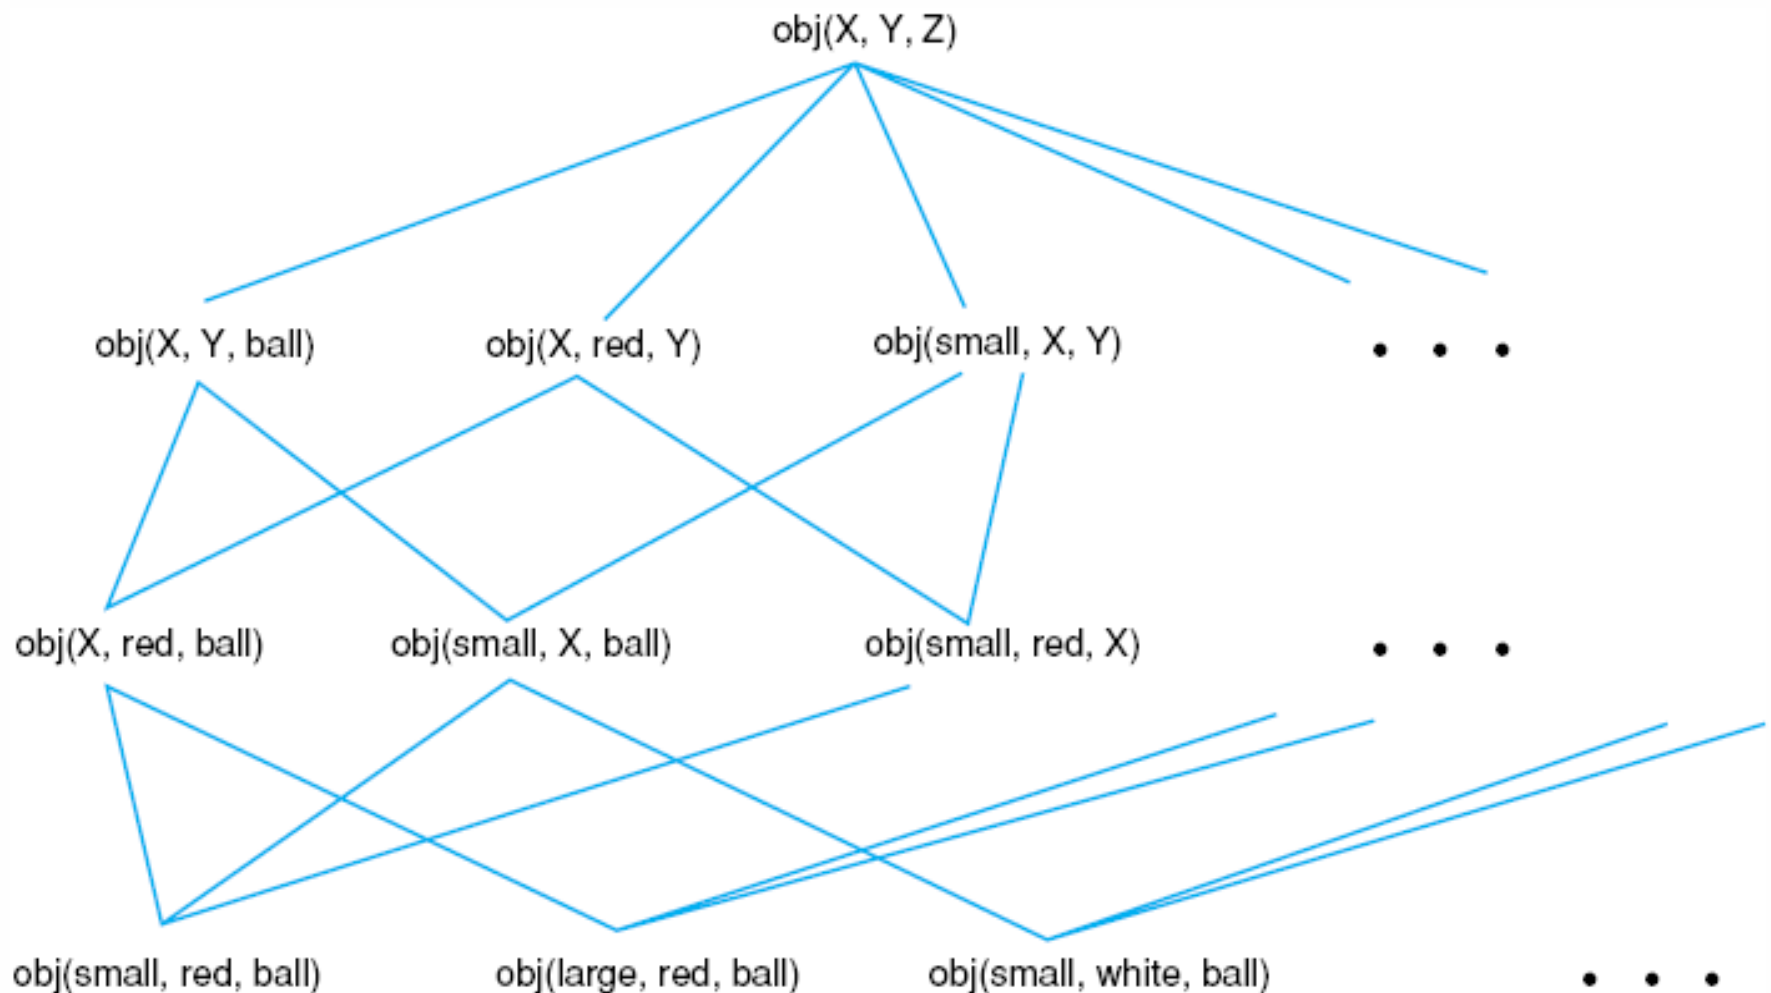 obj(X, Y, Z)
obj(X, Y, ball) obj(X, red, Y) obj(small, X, Y) • • •
obj(X, red, ball) obj(small, X, ball) obj(small, red, X) • • •
obj(small, red, ball) obj(large, red, ball) obj(small, white, ball) • • •